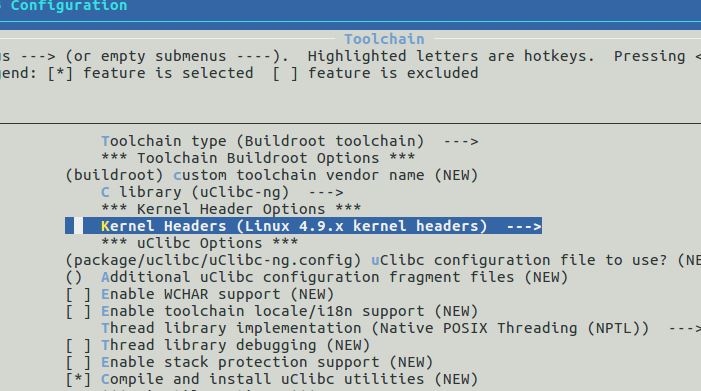 Configuration
Toolchain
---> (or empty submenus ----).  Highlighted letters are hotkeys.  Pressing <
[*] feature is selected  [ ] feature is excluded
Toolchain type (Buildroot toolchain)  --->
*** Toolchain Buildroot Options ***
(buildroot) custom toolchain vendor name (NEW)
C library (uClibc-ng)  --->
*** Kernel Header Options ***
Kernel Headers (Linux 4.9.x kernel headers)  --->
*** uClibc Options ***
(package/uclibc/uClibc-ng.config) uClibc configuration file to use? (NE
()  Additional uClibc configuration fragment files (NEW)
[ ] Enable WCHAR support (NEW)
[ ] Enable toolchain locale/i18n support (NEW)
Thread library implementation (Native POSIX Threading (NPTL))  --->
[ ] Thread library debugging (NEW)
[ ] Enable stack protection support (NEW)
[*] Compile and install uClibc utilities (NEW)